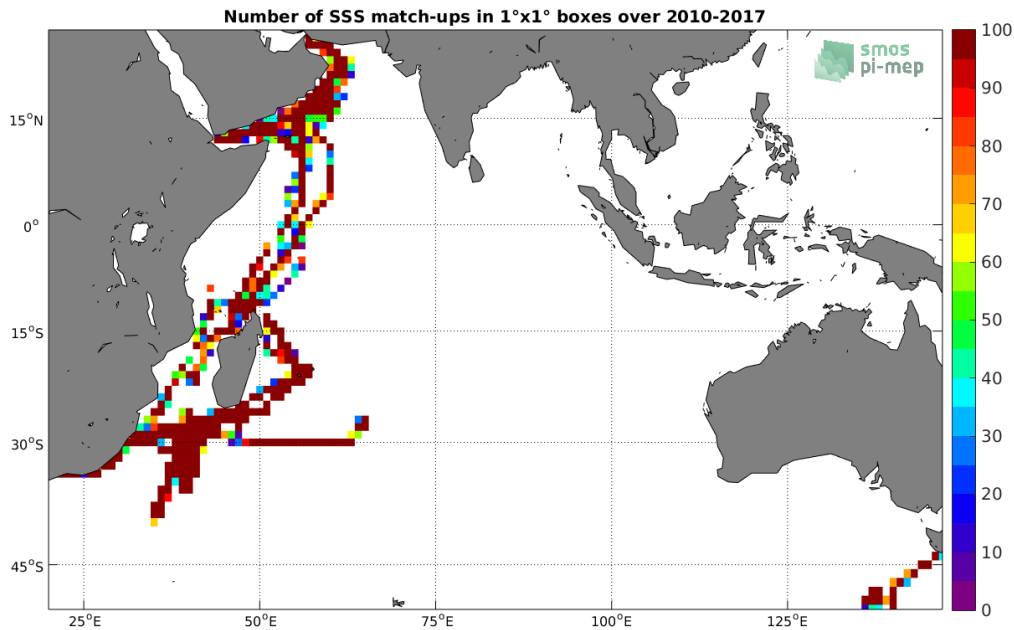 Number of SSS match-ups in 1°x1° boxes over 2010-2017
smos
pi-mep
15°N
0°
15°S
30°S
45°S
25°E
50°E
75°E
100°E
125°E
100
90
80
70
60
50
40
30
20
10
0